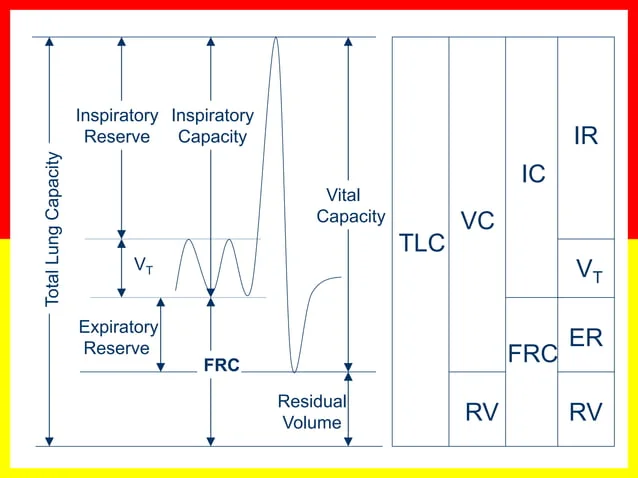 Total Lung Capacity
Inspiratory
Reserve
Inspiratory
Capacity
Vital
Capacity
VT
Expiratory
Reserve
FRC
Residual
Volume
TLC
VC
RV
IC
FRC
IR
VT
ER
RV